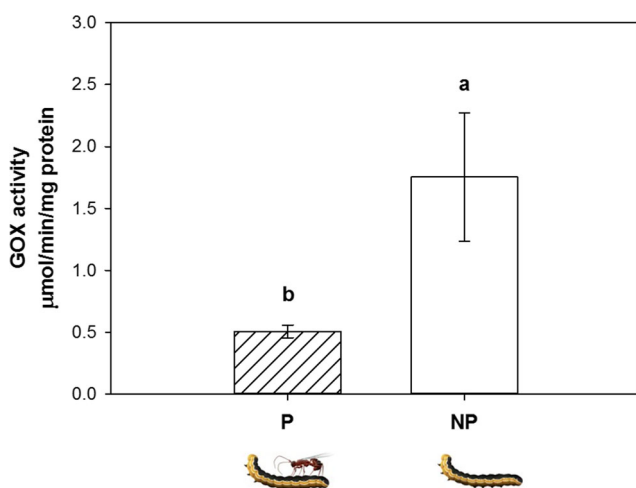 GOX activity
μmol/min/mg protein
3.0
2.5
2.0
1.5
1.0
0.5
0.0
b
a
P
NP